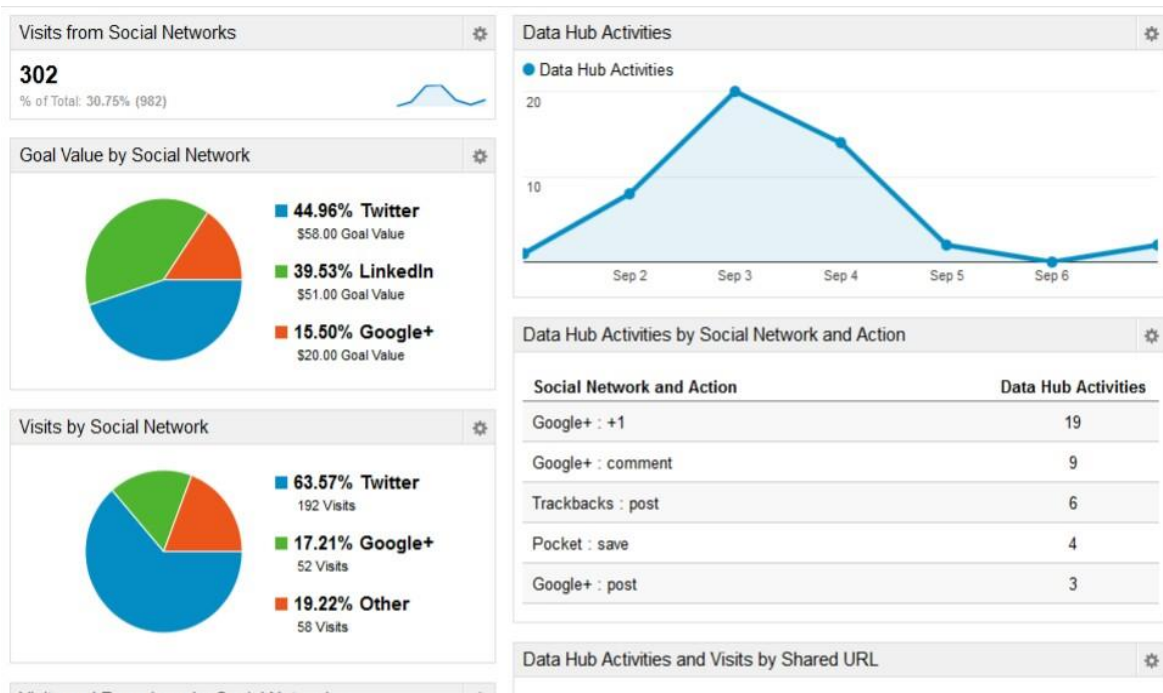 Visits from Social Networks
302
% of Total: 30.75% (982)
Goal Value by Social Network
44.96% Twitter
$58.00 Goal Value
39.53% LinkedIn
$51.00 Goal Value
15.50% Google+
$20.00 Goal Value
Visits by Social Network
63.57% Twitter
192 Visits
17.21% Google+
52 Visits
19.22% Other
58 Visits
Data Hub Activities
Data Hub Activities
20
10
Sep 2 Sep 3 Sep 4 Sep 5 Sep 6
Data Hub Activities by Social Network and Action
Social Network and Action Data Hub Activities
Google+ : +1 19
Google+ : comment 9
Trackbacks : post 6
Pocket : save 4
Google+ : post 3
Data Hub Activities and Visits by Shared URL